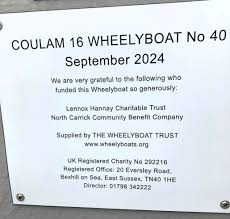 COULAM 16 WHEELYBOAT No 40
September 2024
We are very grateful to the following who
funded this Wheelyboat so generously:
Lennox Hannay Charitable Trust
North Carrick Community Benefit Company
Supplied by THE WHEELYBOAT TRUST
www.wheelyboats.org
UK Registered Charity No 292216
Registered Office: 20 Eversley Road,
Bexhill on Sea, East Sussex, TN40 1HE
Director: 01798 342222